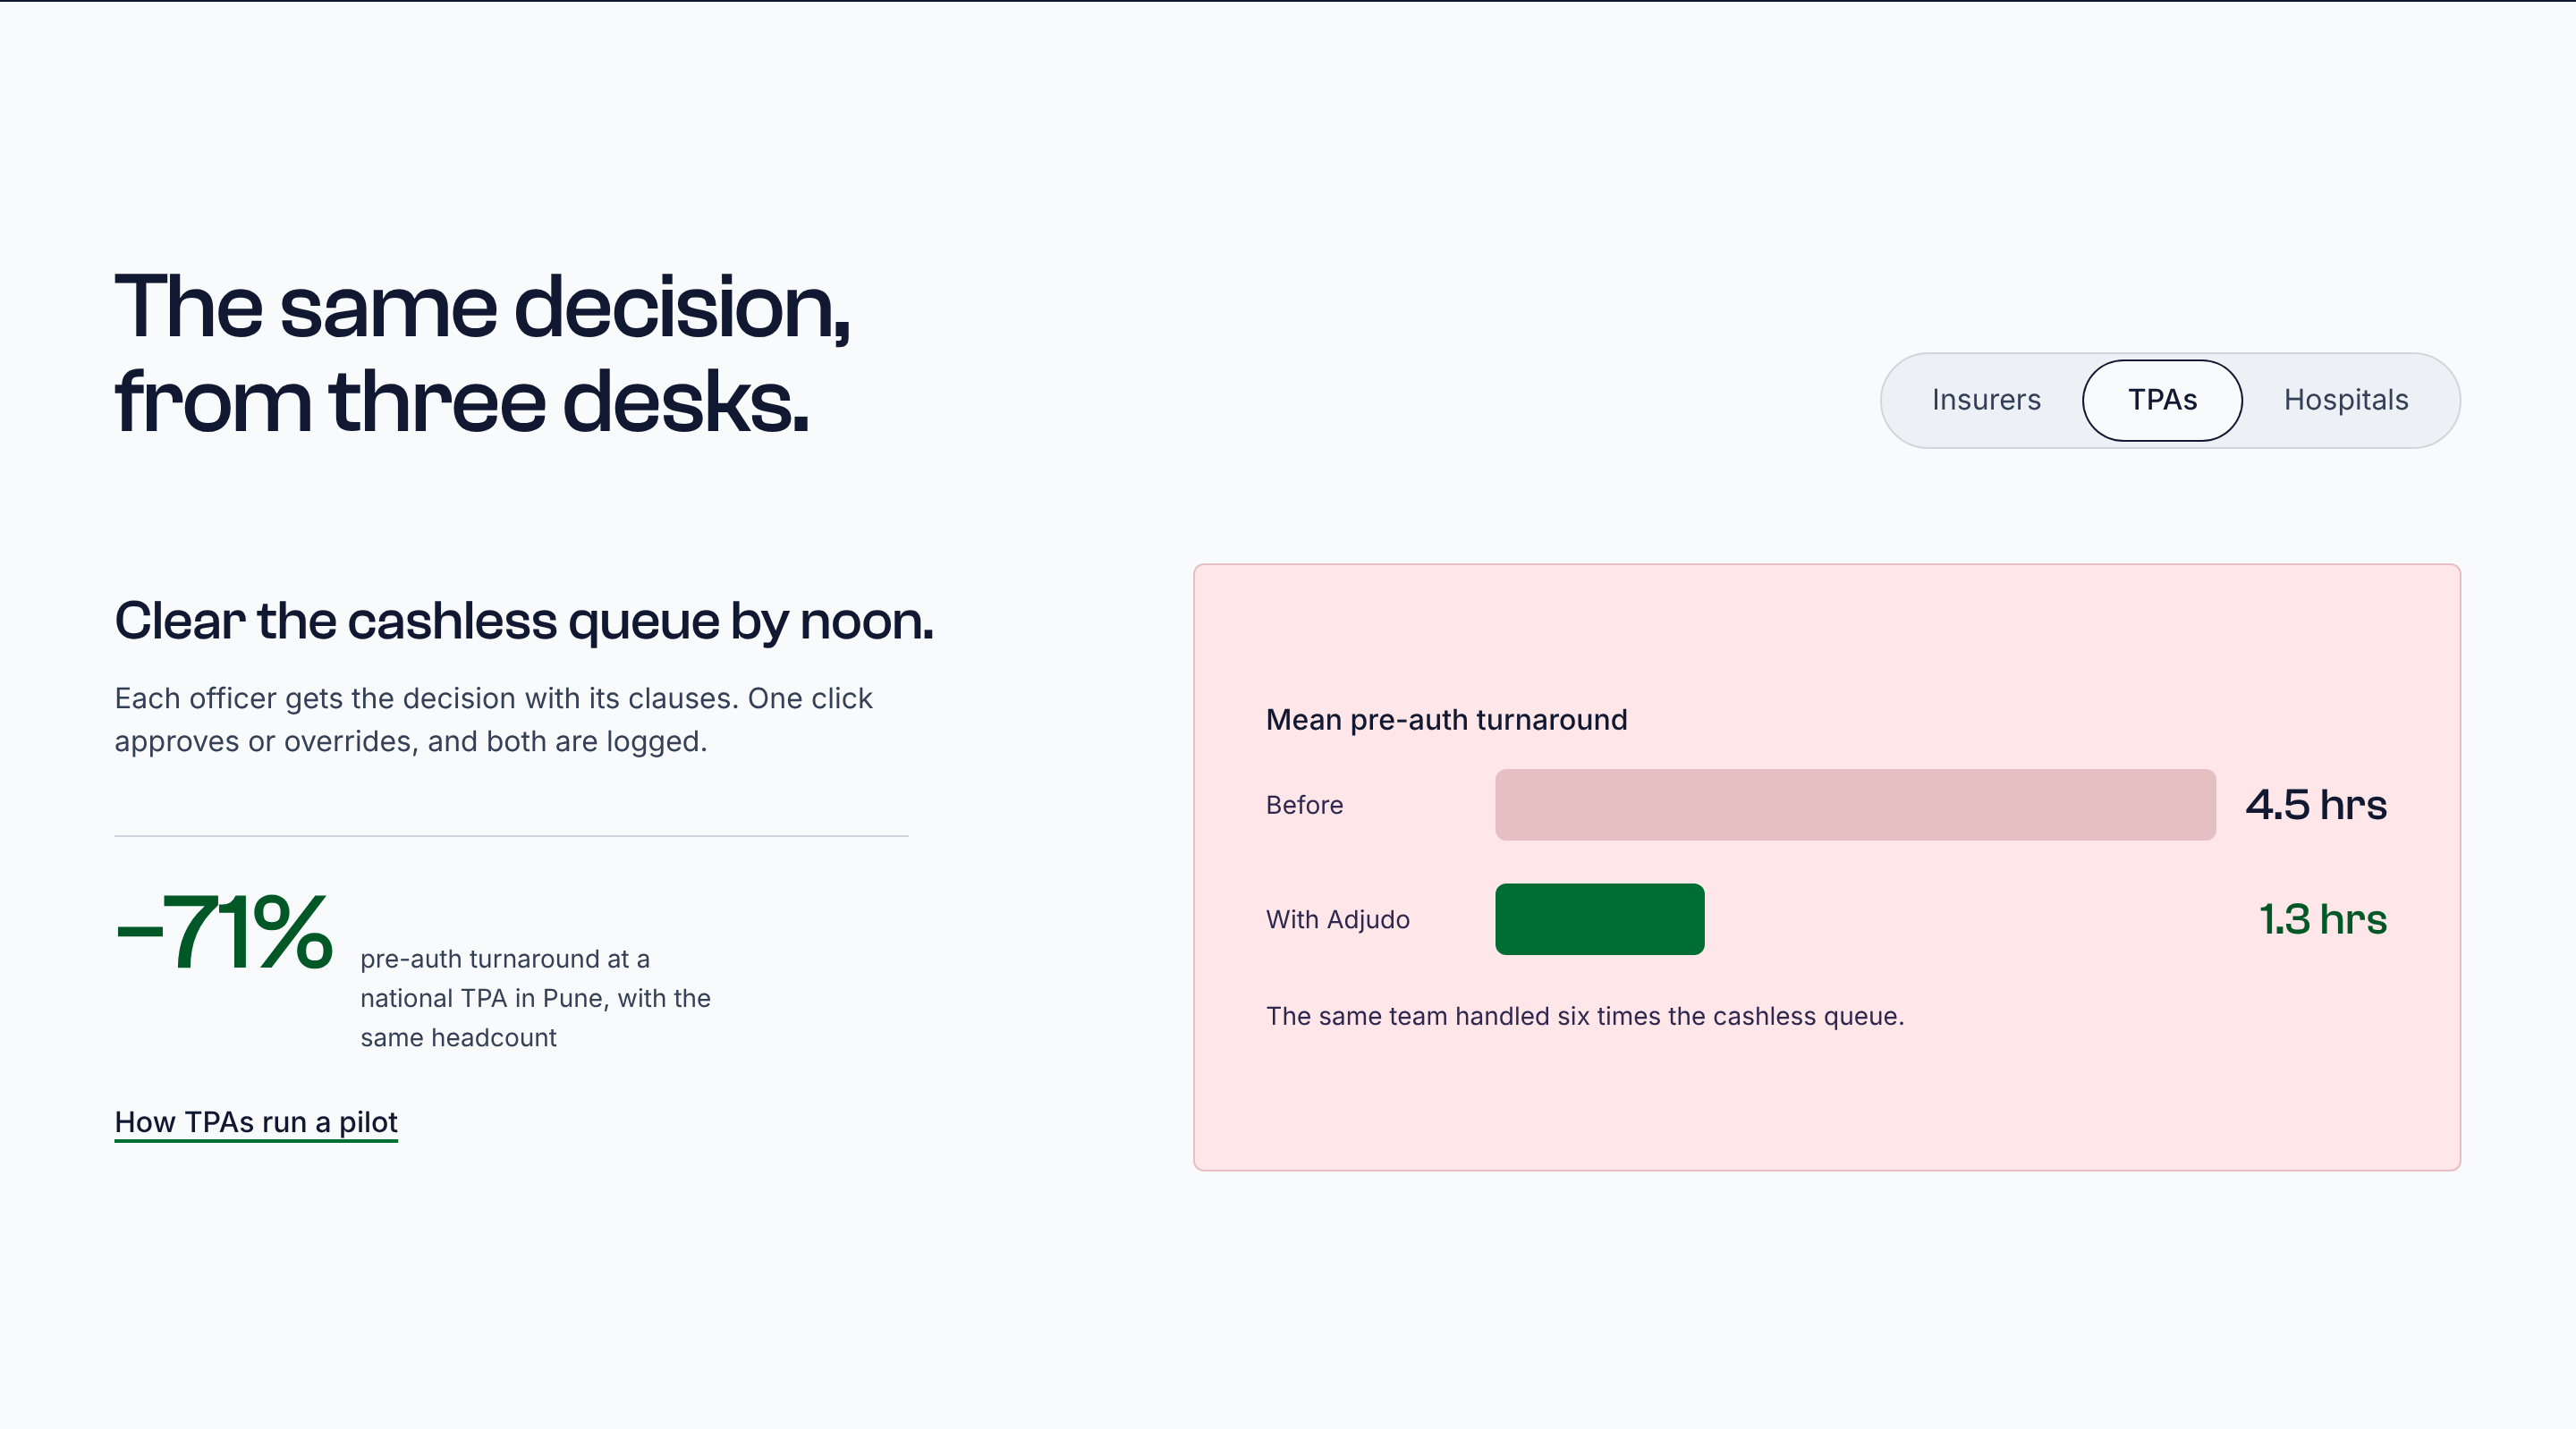 The same decision,
from three desks.
Insurers
TPAs
Hospitals
Clear the cashless queue by noon.
Each officer gets the decision with its clauses. One click
approves or overrides, and both are logged.
−71%
pre-auth turnaround at a
national TPA in Pune, with the
same headcount
How TPAs run a pilot
Mean pre-auth turnaround
Before
4.5 hrs
With Adjudo
1.3 hrs
The same team handled six times the cashless queue.